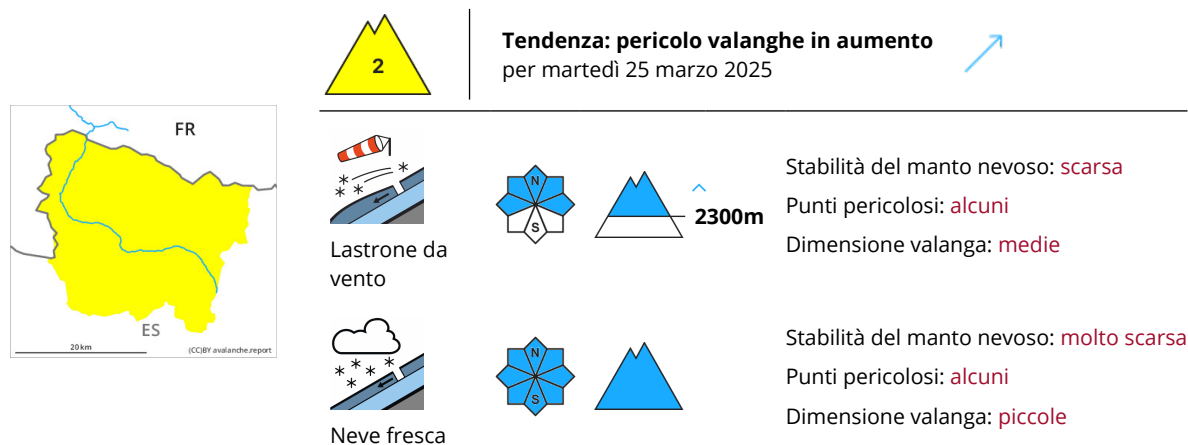 2
Tendenza: pericolo valanghe in aumento
per martedì 25 marzo 2025
FR
ES
20 km
(CC)BY avalanche.report
N
S
2300m
Lastrone da
vento
Stabilità del manto nevoso: scarsa
Punti pericolosi: alcuni
Dimensione valanga: medie
N
S
Neve fresca
Stabilità del manto nevoso: molto scarsa
Punti pericolosi: alcuni
Dimensione valanga: piccole